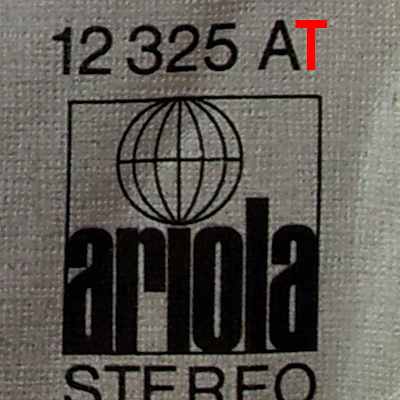 12 325 AT
ariola
STEREO